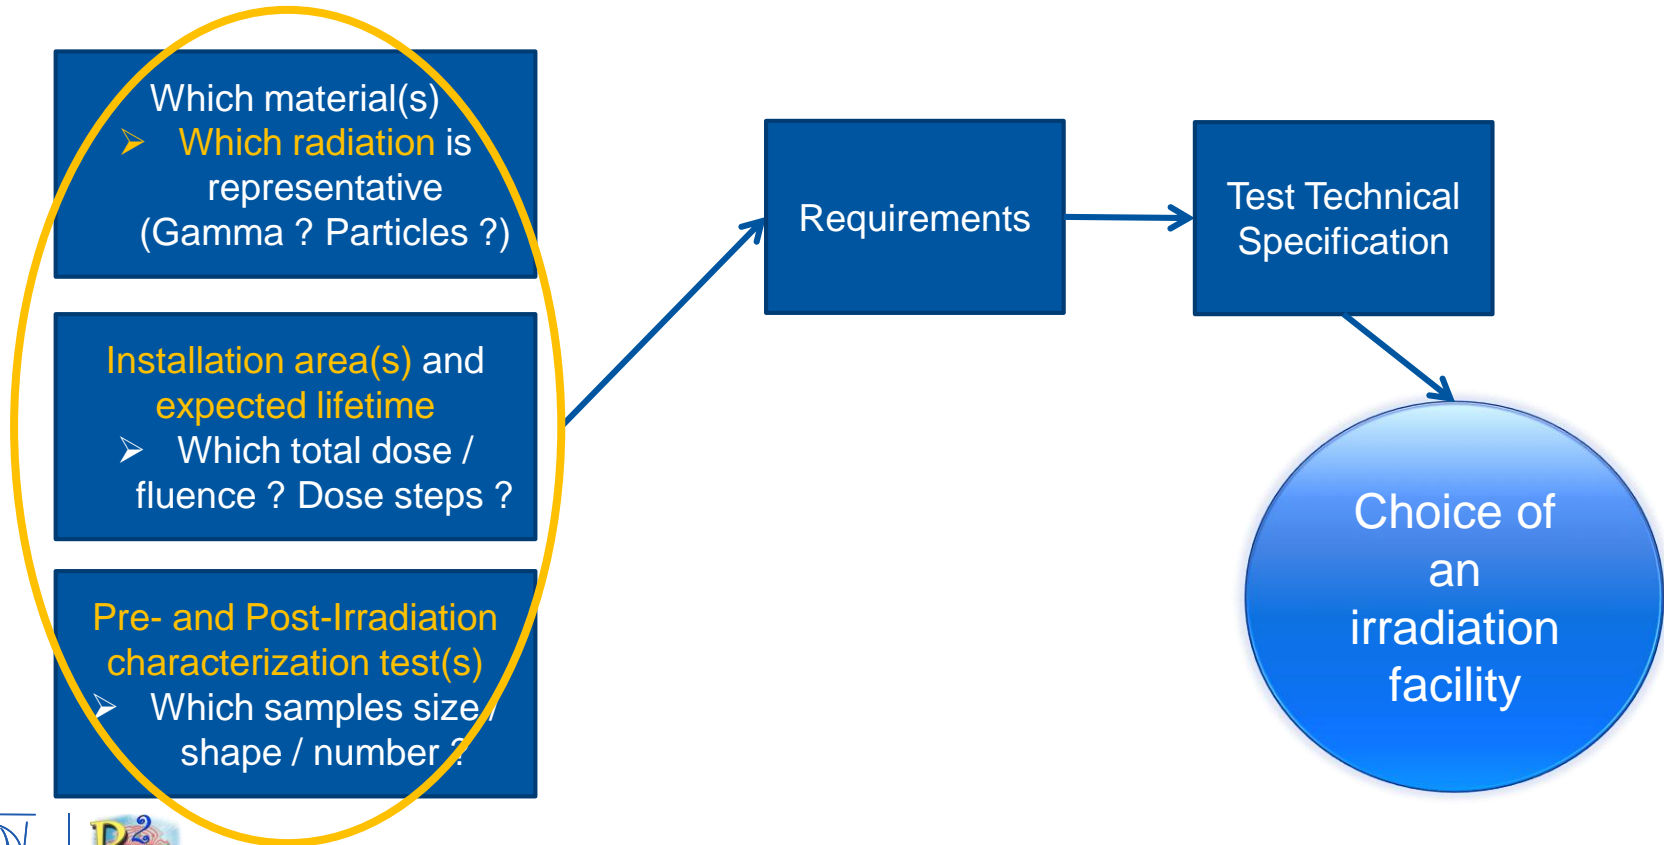 Which material(s)
➢ Which radiation is
representative
(Gamma ? Particles ?)
Installation area(s) and
expected lifetime
➢ Which total dose /
fluence ? Dose steps ?
Pre- and Post-Irradiation
characterization test(s)
➢ Which samples size /
shape / number ?
Requirements
Test Technical
Specification
Choice of
an
irradiation
facility